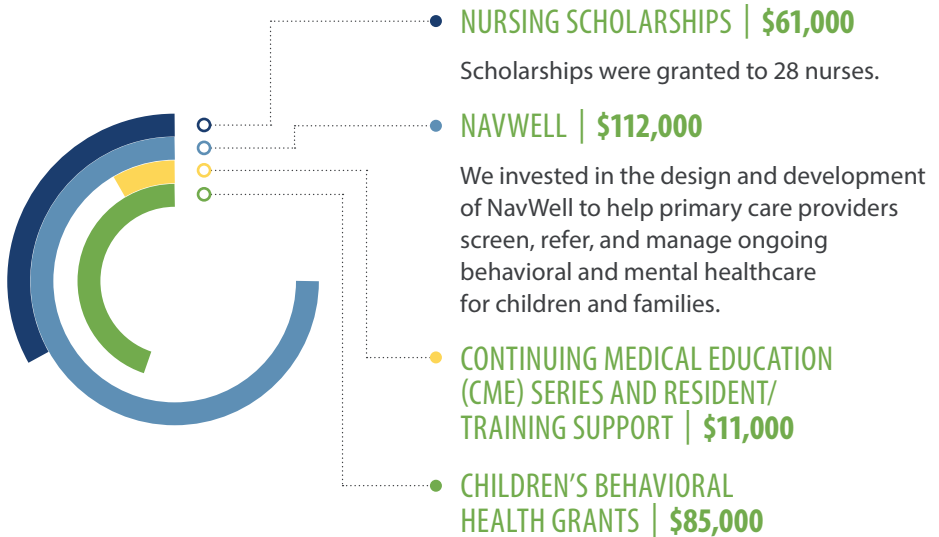 NURSING SCHOLARSHIPS | $61,000
Scholarships were granted to 28 nurses.
NAVWELL | $112,000
We invested in the design and development
of NavWell to help primary care providers
screen, refer, and manage ongoing
behavioral and mental healthcare
for children and families.
CONTINUING MEDICAL EDUCATION
(CME) SERIES AND RESIDENT/
TRAINING SUPPORT | $11,000
CHILDREN’S BEHAVIORAL
HEALTH GRANTS | $85,000